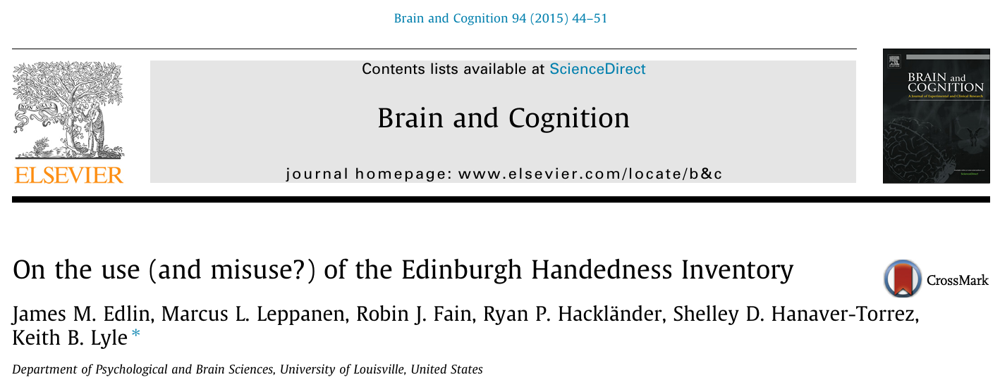 Brain and Cognition 94 (2015) 44–51
Contents lists available at ScienceDirect
Brain and Cognition
journal homepage: www.elsevier.com/locate/b&c
NON SOLUS
ELSEVIER
BRAIN and
COGNITION
A Journal of Experimental and Clinical Research
ScienceDirect
On the use (and misuse?) of the Edinburgh Handedness Inventory
CrossMark
James M. Edlin, Marcus L. Leppanen, Robin J. Fain, Ryan P. Hackländer, Shelley D. Hanaver-Torrez,
Keith B. Lyle *
Department of Psychological and Brain Sciences, University of Louisville, United States